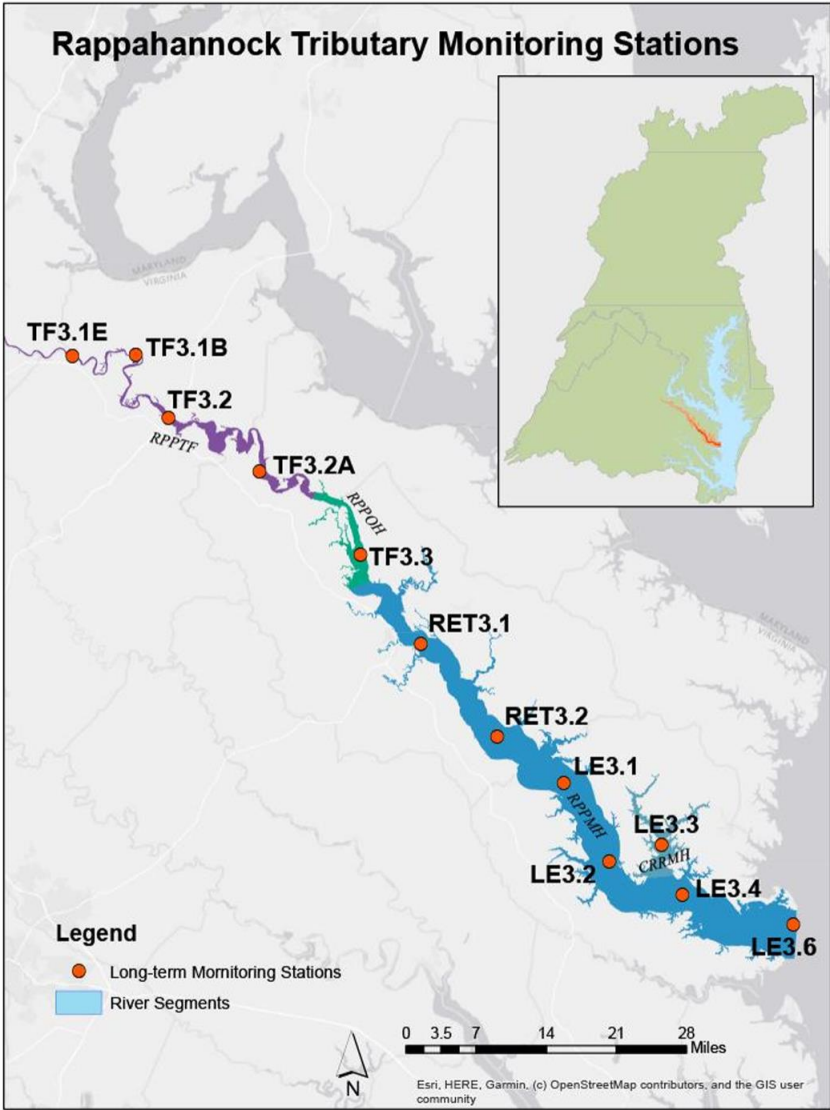 Rappahannock Tributary Monitoring Stations
MARYLAND
VIRGINIA
TF3.1E
TF3.1B
TF3.2
RPPTF
TF3.2A
RPPOH
TF3.3
RET3.1
MARYLAND
VIRGINIA
RET3.2
LE3.1
RPPMH
LE3.3
CRRMH
LE3.2
LE3.4
LE3.6
Legend
Long-term Mornitoring Stations
River Segments
0 3.5 7 14 21 28
Miles
N
Esri, HERE, Garmin, (c) OpenStreetMap contributors, and the GIS user
community